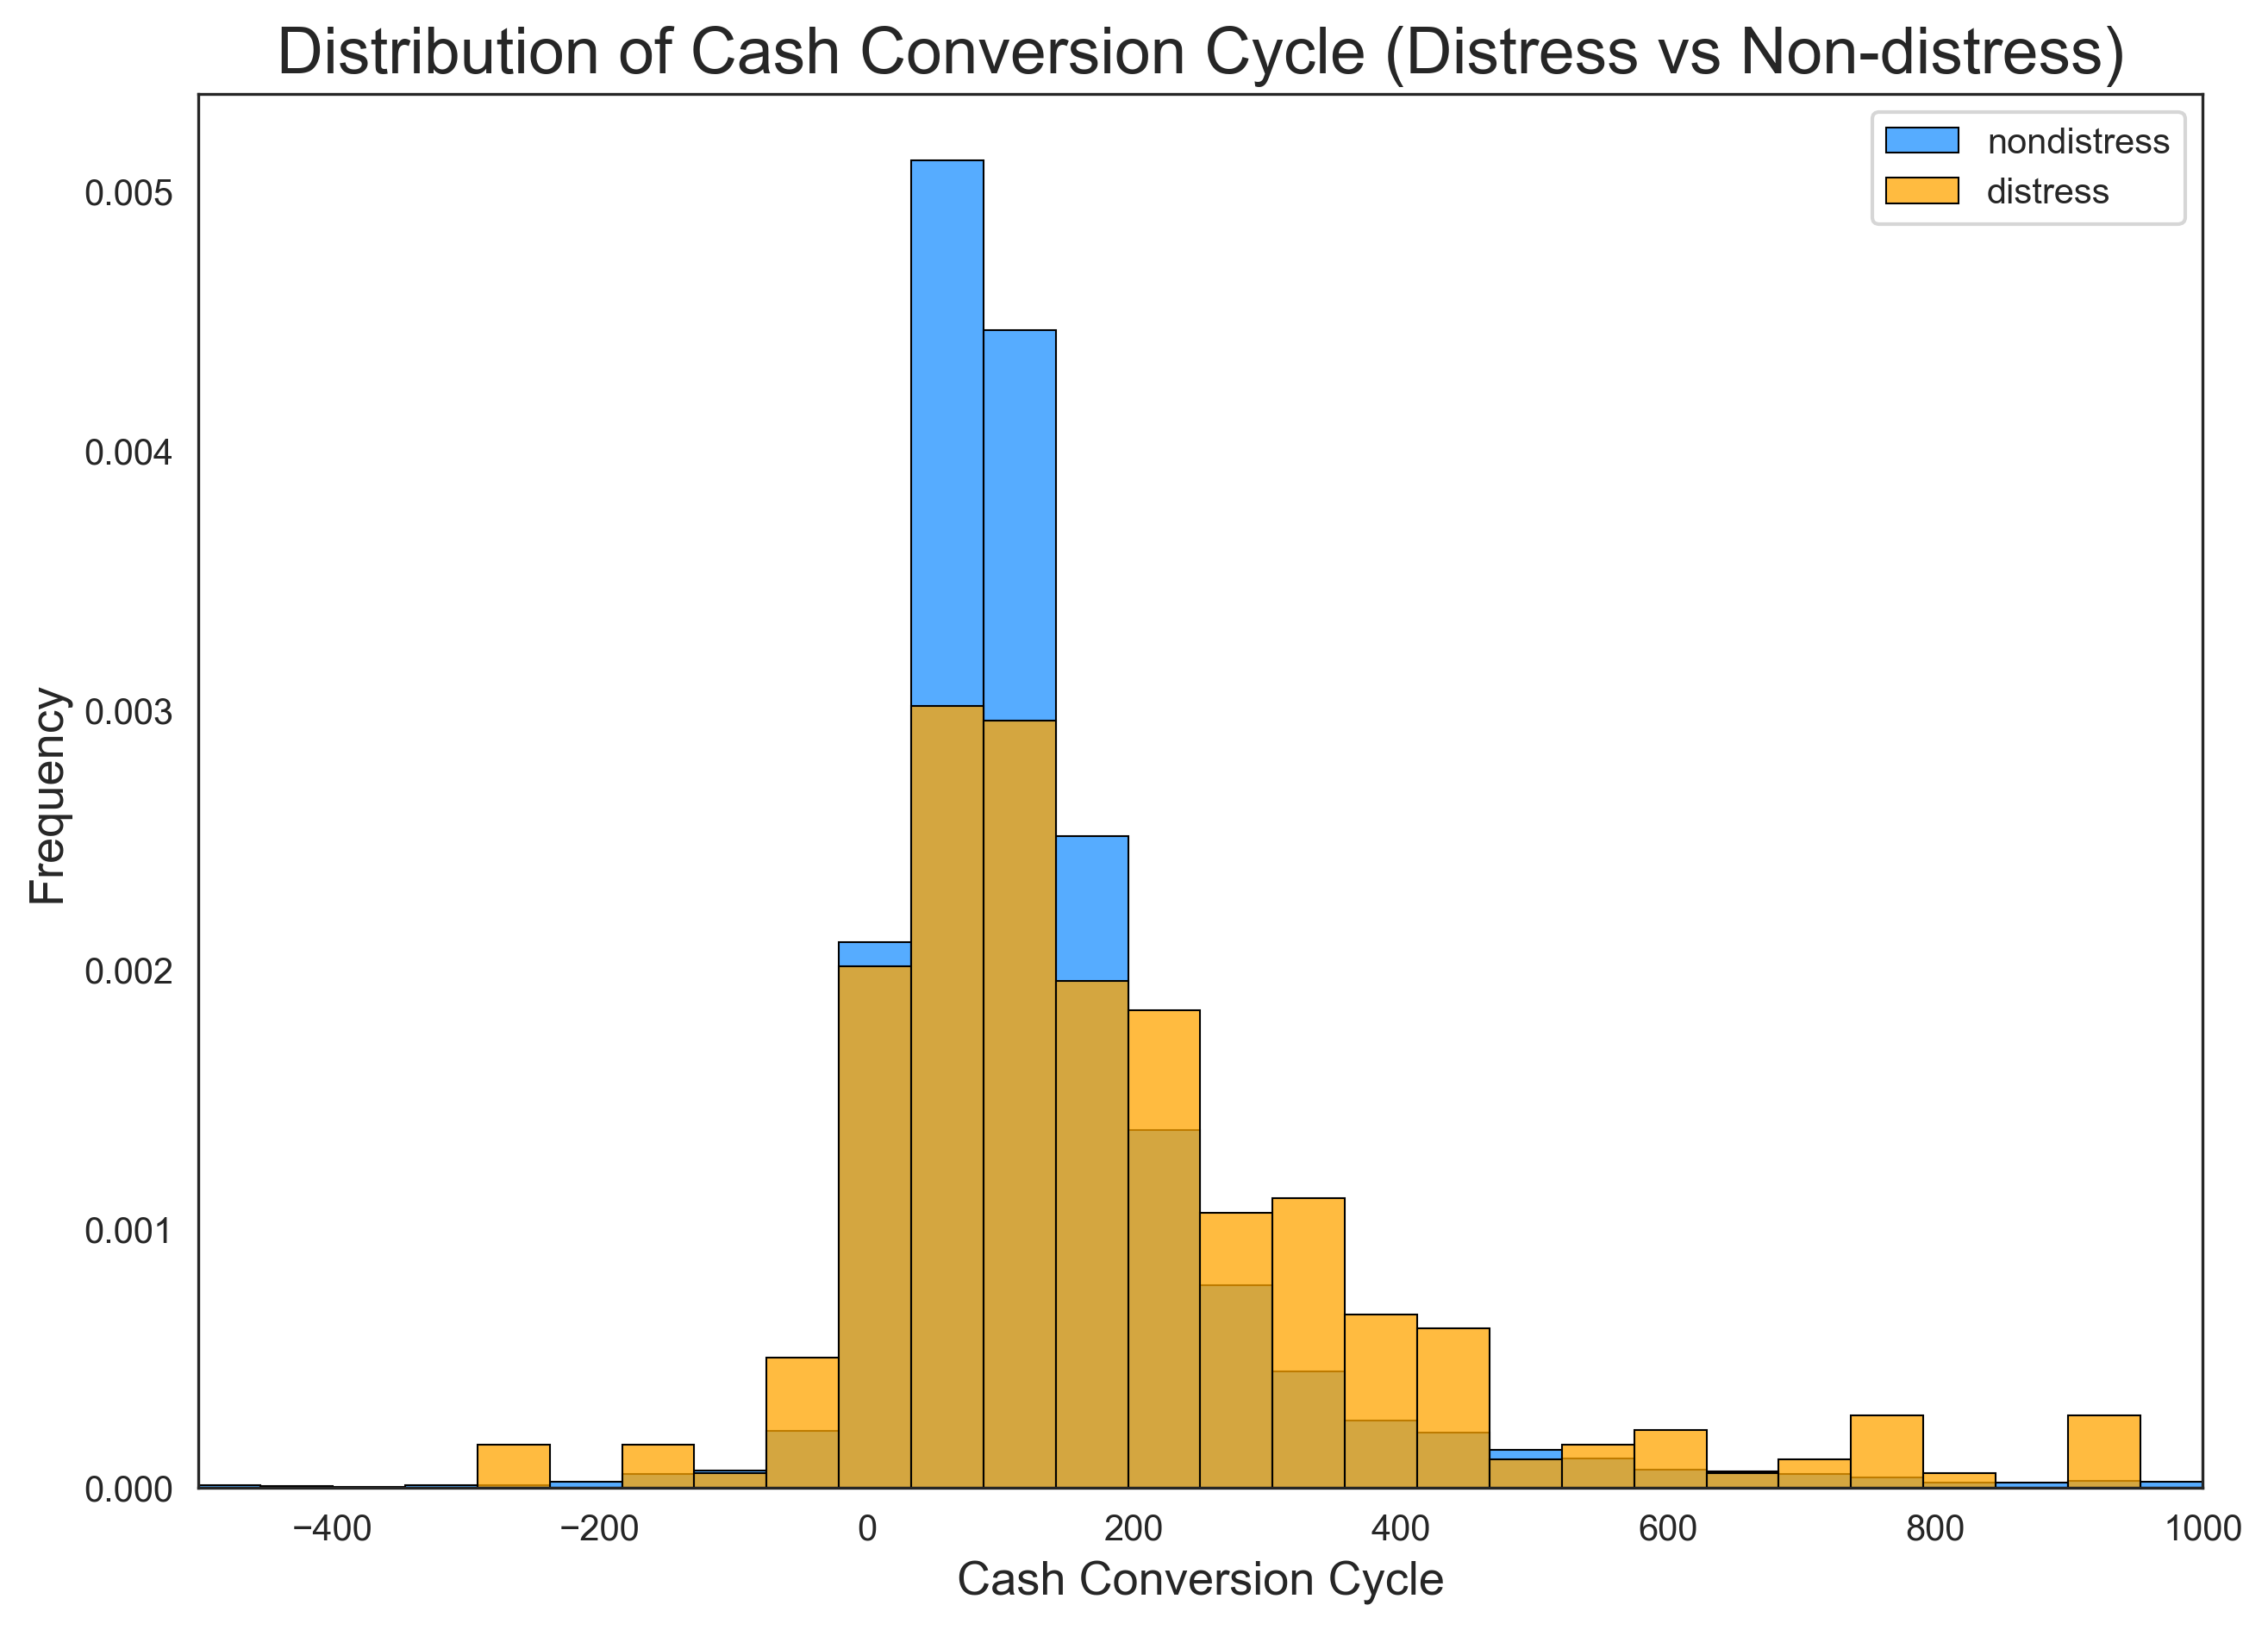 Distribution of Cash Conversion Cycle (Distress vs Non-distress)
nondistress
distress
0.005
0.004
0.003
0.002
0.001
0.000
Frequency
−400 −200 0 200 400 600 800 1000
Cash Conversion Cycle